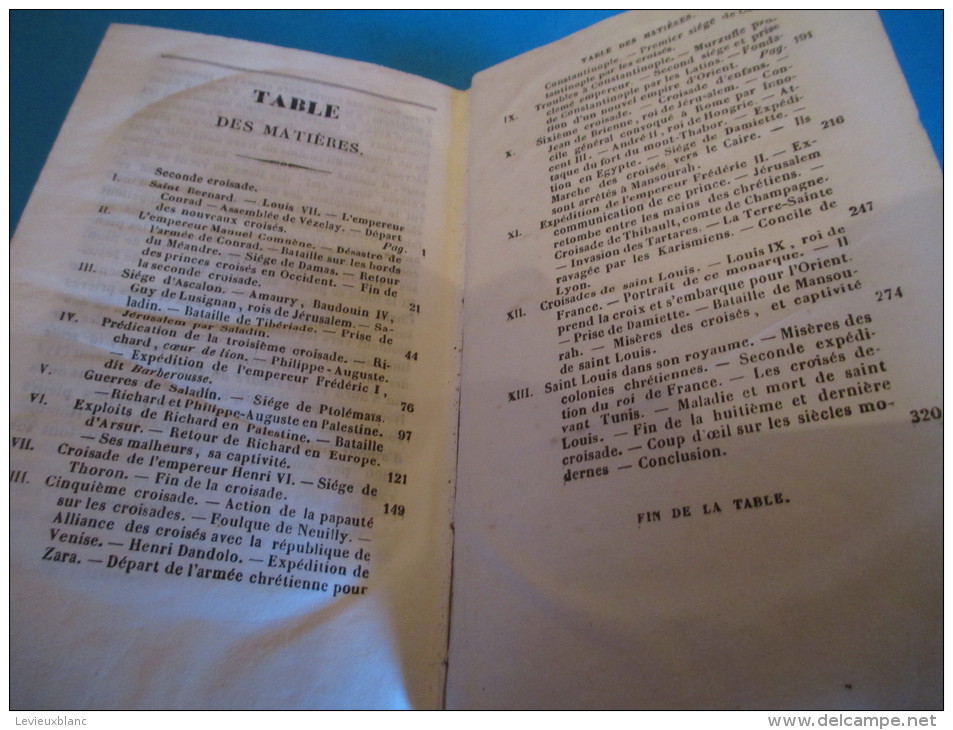 TABLE
DES MATIÈRES.
Seconde croisade.
I. Saint Bernard. — Louis VII. — L'empereur
Conrad — Assemblée de Vézelay. — Départ
des nouveaux croisés. Pag. 1
II. L'empereur Manuel Comnène. — Désastre de
l'armée de Conrad. — Bataille sur les bords
du Méandre. — Siége de Damas. — Retour
des princes croisés en Occident. — Fin de
la seconde croisade. 21
III. Siége d'Ascalon. — Amaury, Baudouin IV,
Guy de Lusignan, rois de Jérusalem. — Sa-
ladin. — Bataille de Tibériade. — Prise de
Jérusalem par Saladin. 44
IV. Prédication de la troisième croisade. — Ri-
chard, cœur de lion. — Philippe-Auguste.
— Expédition de l'empereur Frédéric I,
dit Barberousse. 76
V. Guerres de Saladin. — Siége de Ptolémaïs.
— Richard et Philippe-Auguste en Palestine. 97
VI. Exploits de Richard en Palestine. — Bataille
d'Arsur. — Retour de Richard en Europe.
— Ses malheurs, sa captivité. 121
VII. Croisade de l'empereur Henri VI. — Siége de
Thoron. — Fin de la croisade. 149
III. Cinquième croisade. — Action de la papauté
sur les croisades. — Foulque de Neuilly. —
Alliance des croisés avec la république de
Venise. — Henri Dandolo. — Expédition de
Zara. — Départ de l'armée chrétienne pour
TABLE DES MATIÈRES.
Constantinople. — Premier siége de
tantinople par les croisés. Pag. 191
IX. Troubles à Constantinople. — Murzufle pro-
clamé empereur. — Second siége et prise
de Constantinople par les Latins. — Fonda-
tion d'un nouvel empire d'Orient.
X. Sixième croisade. — Croisade d'enfans. —
Jean de Brienne, roi de Jérusalem. — Con-
cile général convoqué à Rome par Inno-
cent III. — André II, roi de Hongrie. — At-
taque du fort du mont-Thabor. — Expédi-
tion en Egypte. — Siége de Damiette. —
Marche des croisés vers le Caire. — Ils
sont arrêtés à Mansourah. 216
XI. Expédition de l'empereur Frédéric II. — Ex-
communication de ce prince. — Jérusalem
retombe entre les mains des chrétiens. —
Croisade de Thibault, comte de Champagne.
— Invasion des Tartares. — La Terre-Sainte
ravagée par les Karismiens. — Concile de
Lyon. 247
XII. Croisades de saint Louis. — Louis IX, roi de
France. — Portrait de ce monarque. — Il
prend la croix et s'embarque pour l'Orient.
— Prise de Damiette. — Bataille de Mansou-
rah. — Misères des croisés, et captivité
de saint Louis. 274
XIII. Saint Louis dans son royaume. — Misères des
colonies chrétiennes. — Seconde expédi-
tion du roi de France. — Les croisés de-
vant Tunis. — Maladie et mort de saint
Louis. — Fin de la huitième et dernière
croisade. — Coup d'œil sur les siècles mo-
dernes — Conclusion. 320
FIN DE LA TABLE.
Levieuxblanc
www.delcampe.net